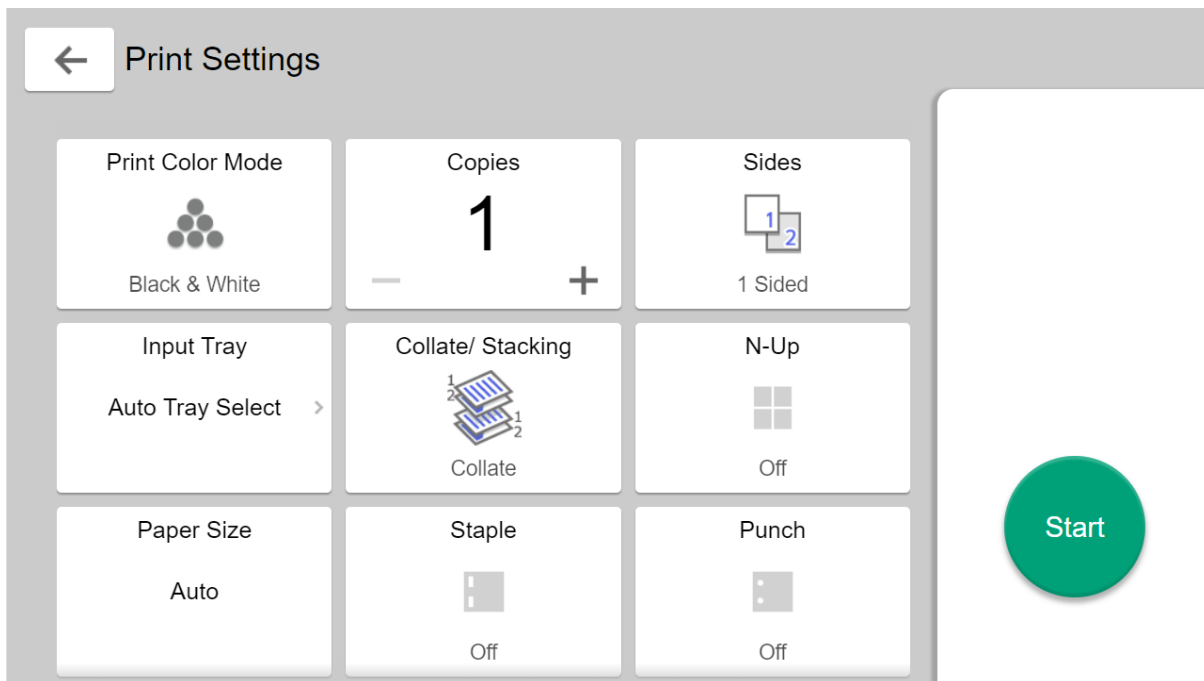 Print Settings
Print Color Mode
Black & White
Copies
1
Sides
1
2
1 Sided
Input Tray
Auto Tray Select
Collate/ Stacking
1
2
1
2
Collate
N-Up
Off
Paper Size
Auto
Staple
Off
Punch
Off
Start